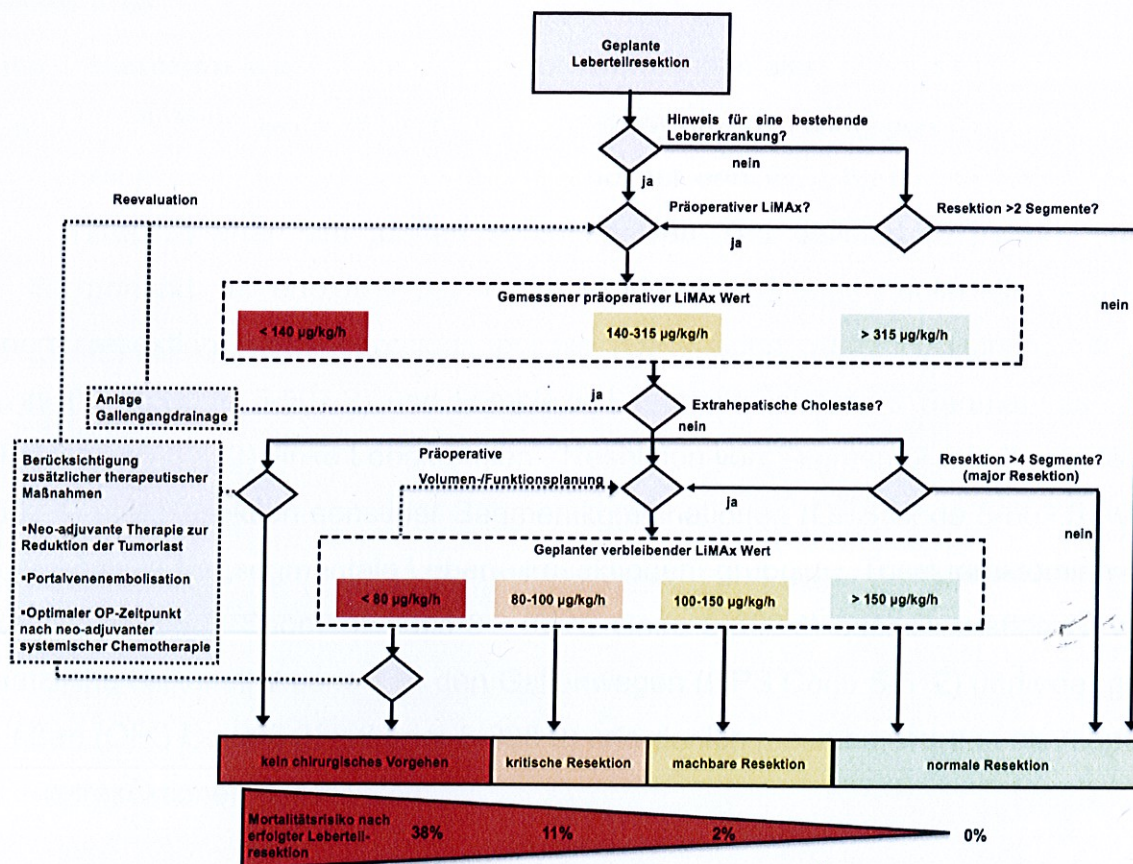 Geplante
Leberteilresektion
Hinweis für eine bestehende
Lebererkrankung?
nein
ja
Reevaluation
Präoperativer LiMAx?
Resektion >2 Segmente?
ja
Gemessener präoperativer LiMAx Wert
nein
< 140 µg/kg/h
140-315 µg/kg/h
> 315 µg/kg/h
Anlage
Gallengangdrainage
ja
Extrahepatische Cholestase?
nein
Berücksichtigung
zusätzlicher therapeutischer
Maßnahmen
▪Neo-adjuvante Therapie zur
Reduktion der Tumorlast
▪Portalvenenembolisation
▪Optimaler OP-Zeitpunkt
nach neo-adjuvanter
systemischer Chemotherapie
Präoperative
Volumen-/Funktionsplanung
Resektion >4 Segmente?
(major Resektion)
ja
nein
Geplanter verbleibender LiMAx Wert
< 80 µg/kg/h
80-100 µg/kg/h
100-150 µg/kg/h
> 150 µg/kg/h
kein chirurgisches Vorgehen
kritische Resektion
machbare Resektion
normale Resektion
Mortalitätsrisiko nach
erfolgter Leberteil-
resektion
38%
11%
2%
0%